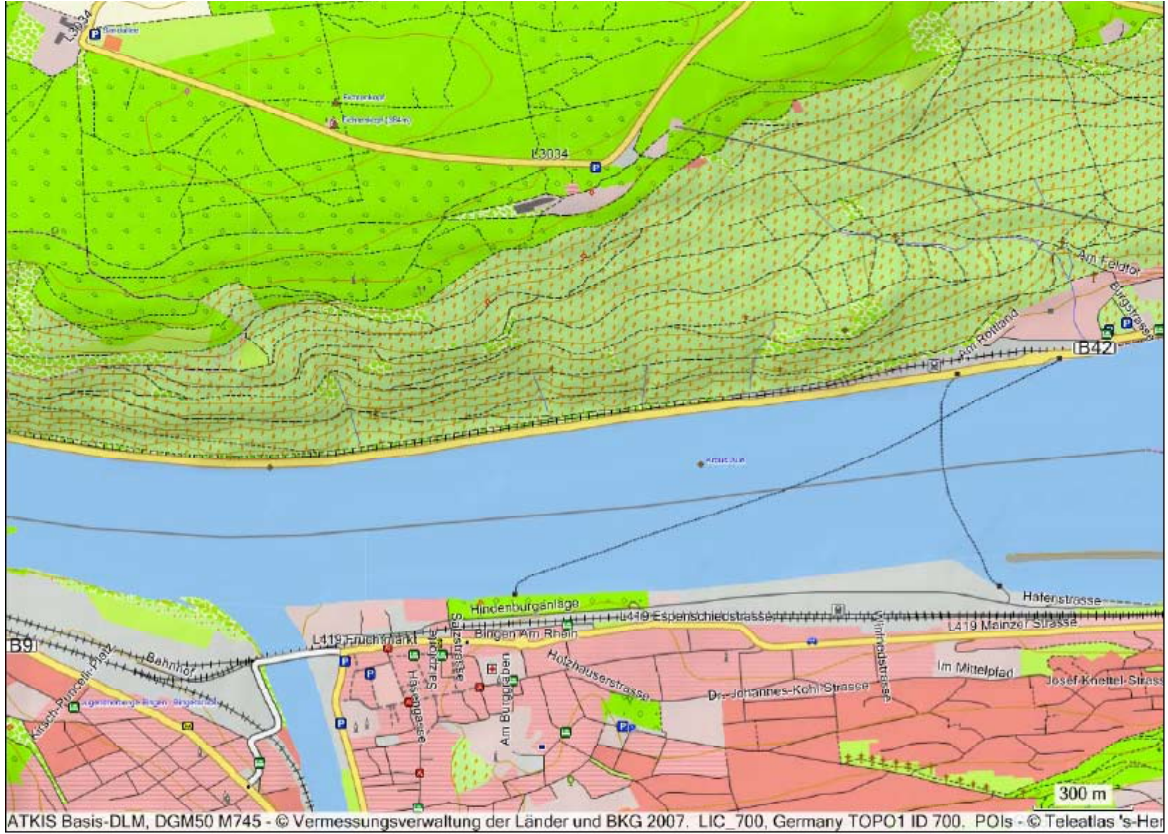 L3034
P
L3034
P
Am Feldtor
Burgstrasse
P
Am Rottland
B42
Hafenstrasse
Hindenburganlage
L419 Espenschiedstrasse
L419 Mainzer Strasse
L419 Fruchtmarkt
Bingen Am Rhein
B9
Bahnhof
P
P
Salzstrasse
Hasengasse
Am Burggraben
Holzhauserstrasse
Dr.-Johannes-Kohl-Strasse
Im Mittelpfad
Josef-Knettel-Strass
P
P
300 m
ATKIS Basis-DLM, DGM50 M745 - © Vermessungsverwaltung der Länder und BKG 2007. LIC_700, Germany TOPO1 ID 700. POIs - © Teleatlas 's-Her